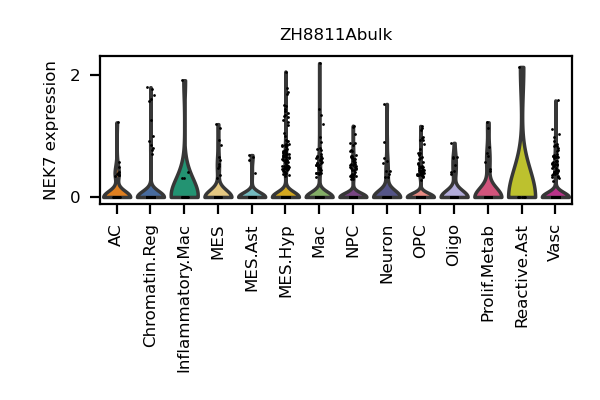 ZH8811Abulk
NEK7 expression
2
0
AC
Chromatin.Reg
Inflammatory.Mac
MES
MES.Ast
MES.Hyp
Mac
NPC
Neuron
OPC
Oligo
Prolif.Metab
Reactive.Ast
Vasc